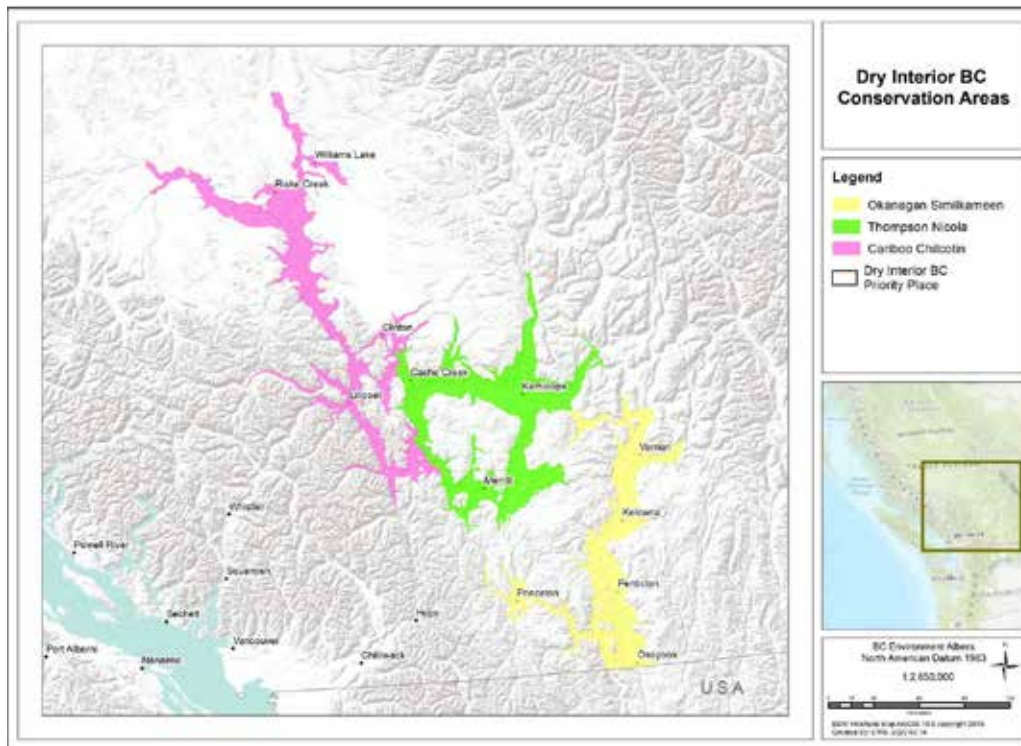 Dry Interior BC
Conservation Areas
Legend
Okanagan Similkameen
Thompson Nicola
Cariboo Chilcotin
Dry Interior BC
Priority Place
Williams Lake
Riske Creek
Clinton
Cache Creek
Lillooet
Kamloops
Merritt
Vernon
Kelowna
Penticton
Princeton
Osoyoos
Whistler
Powell River
Squamish
Sechelt
Hope
Port Alberni
Nanaimo
Vancouver
Chilliwack
USA
BC Environment Albers
North American Datum 1983
1:2,650,000
N